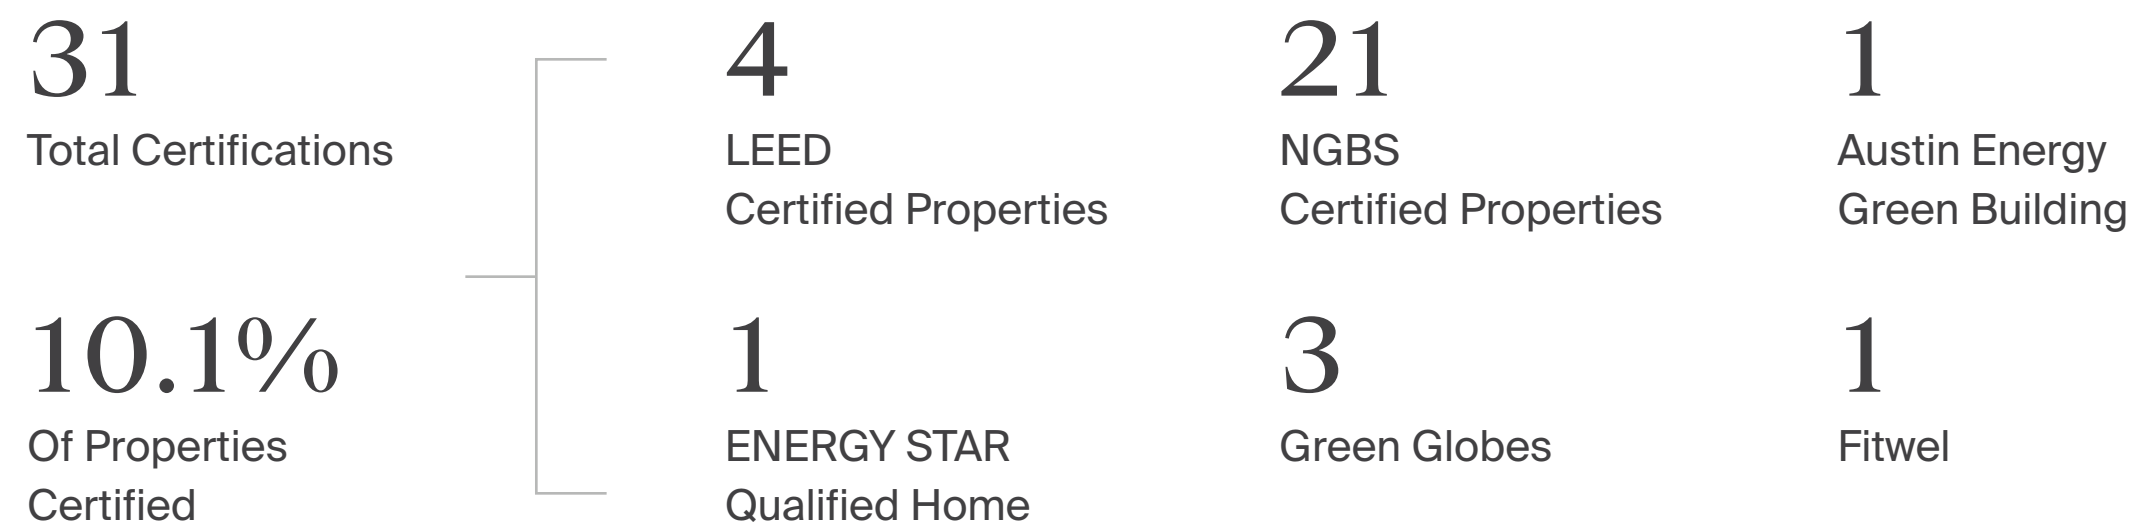 31
Total Certifications
10.1%
Of Properties
Certified
4
LEED
Certified Properties
21
NGBS
Certified Properties
1
Austin Energy
Green Building
1
ENERGY STAR
Qualified Home
3
Green Globes
1
Fitwel